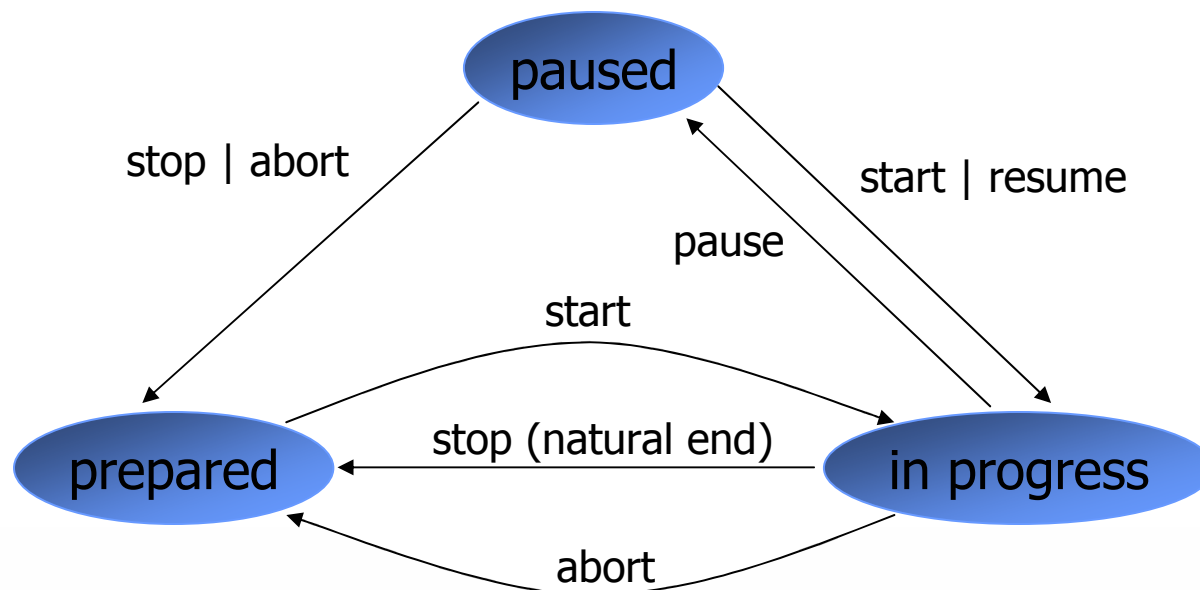 paused
stop | abort
start | resume
pause
start
stop (natural end)
prepared
in progress
abort